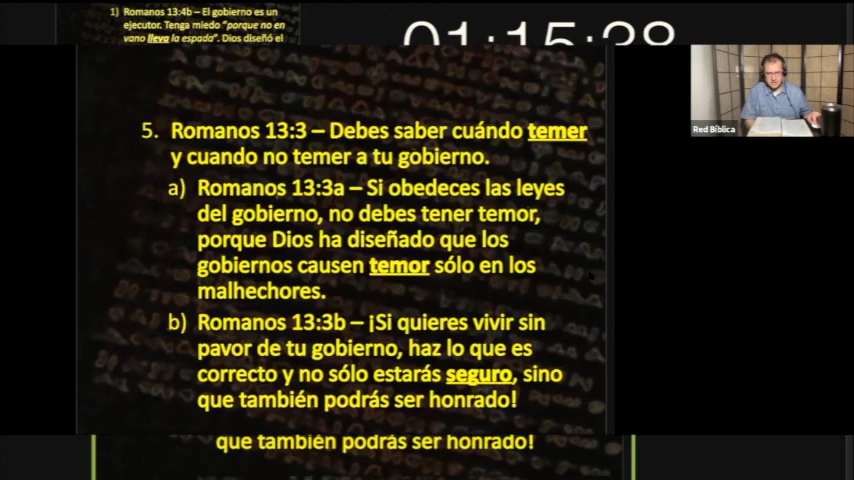 1) Romanos 13:4b – El gobierno es un
ejecutor. Tenga miedo "porque no en
vano lleva la espada". Dios diseñó el
01:15:28
Red Bíblica
5. Romanos 13:3 – Debes saber cuándo temer
y cuando no temer a tu gobierno.
a) Romanos 13:3a – Si obedeces las leyes
del gobierno, no debes tener temor,
porque Dios ha diseñado que los
gobiernos causen temor sólo en los
malhechores.
b) Romanos 13:3b – ¡Si quieres vivir sin
pavor de tu gobierno, haz lo que es
correcto y no sólo estarás seguro, sino
que también podrás ser honrado!
que también podrás ser honrado!